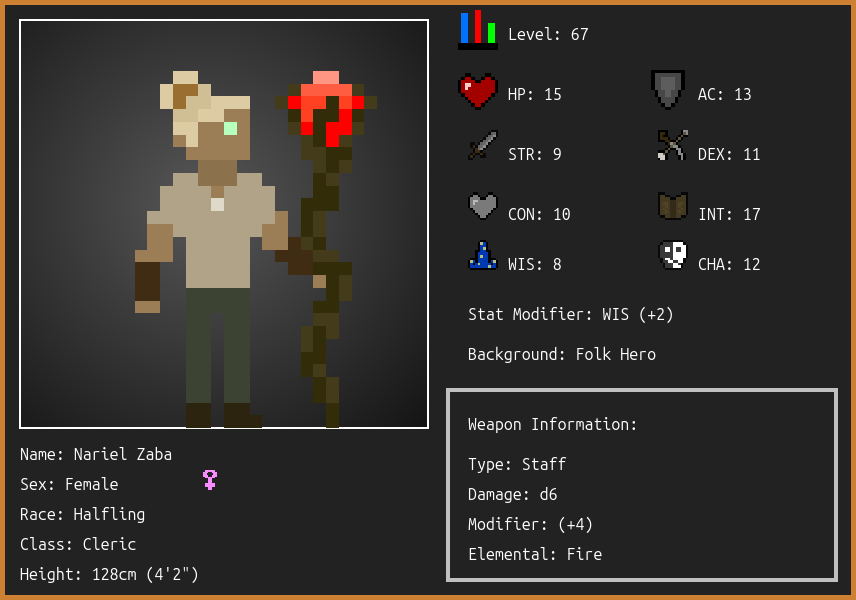 Level: 67
HP: 15
AC: 13
STR: 9
DEX: 11
CON: 10
INT: 17
WIS: 8
CHA: 12
Stat Modifier: WIS (+2)
Background: Folk Hero
Weapon Information:
Type: Staff
Damage: d6
Modifier: (+4)
Elemental: Fire
Name: Nariel Zaba
Sex: Female
Race: Halfling
Class: Cleric
Height: 128cm (4'2")